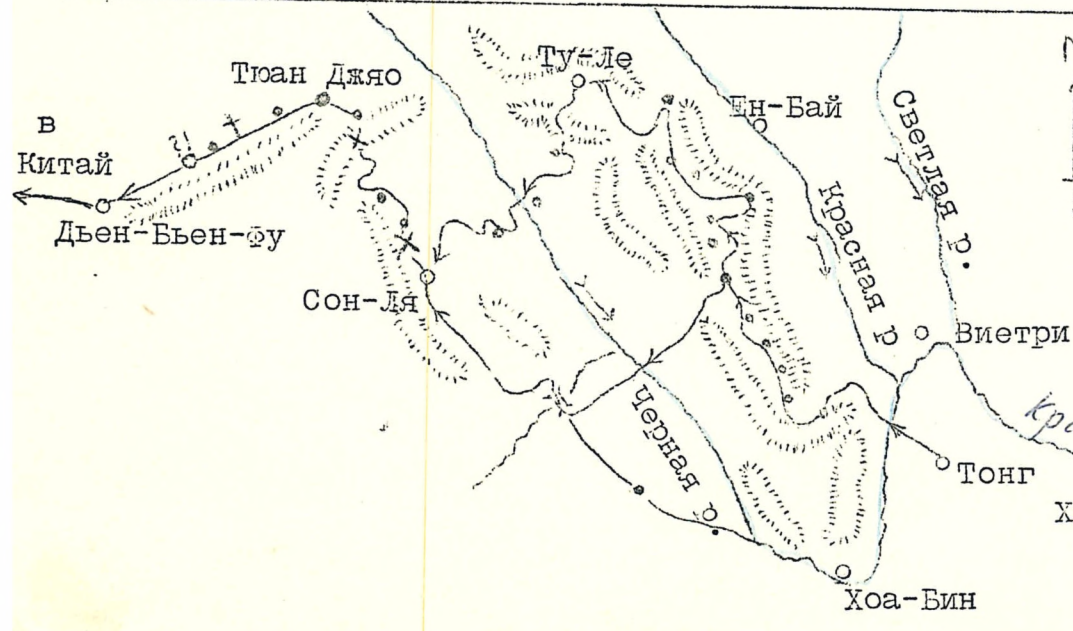 Ту-Ле
Тюан Джяо
Ен-Бай
в
Китай
Светлая р.
Красная р
Дьен-Бьен-Фу
Сон-Ля
Виетри
Черная р.
Тонг
Хоа-Бин